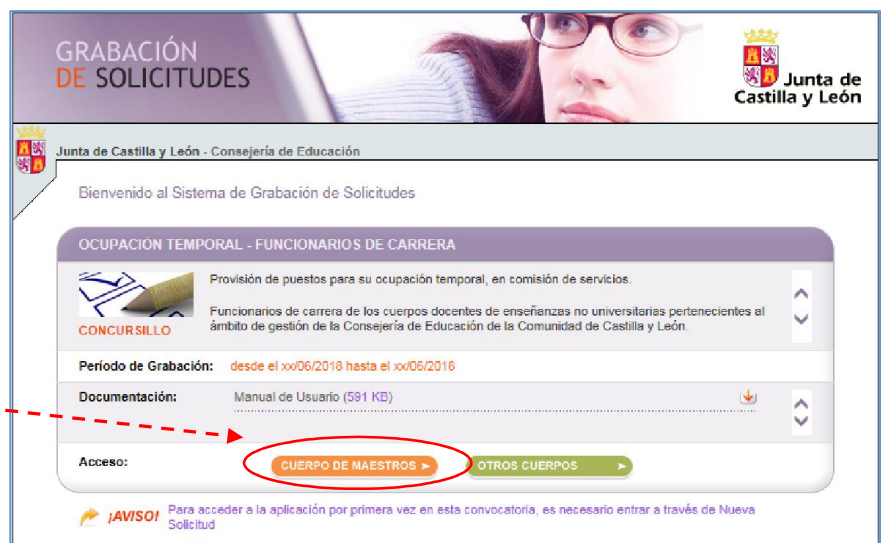 GRABACIÓN
DE SOLICITUDES
Junta de
Castilla y León
Junta de Castilla y León - Consejería de Educación
Bienvenido al Sistema de Grabación de Solicitudes
OCUPACIÓN TEMPORAL - FUNCIONARIOS DE CARRERA
Provisión de puestos para su ocupación temporal, en comisión de servicios.
Funcionarios de carrera de los cuerpos docentes de enseñanzas no universitarias pertenecientes al
ámbito de gestión de la Consejería de Educación de la Comunidad de Castilla y León.
CONCURSILLO
Período de Grabación: desde el xx/06/2018 hasta el xx/06/2018
Documentación: Manual de Usuario (591 KB)
Acceso: CUERPO DE MAESTROS OTROS CUERPOS
¡AVISO! Para acceder a la aplicación por primera vez en esta convocatoria, es necesario entrar a través de Nueva
Solicitud